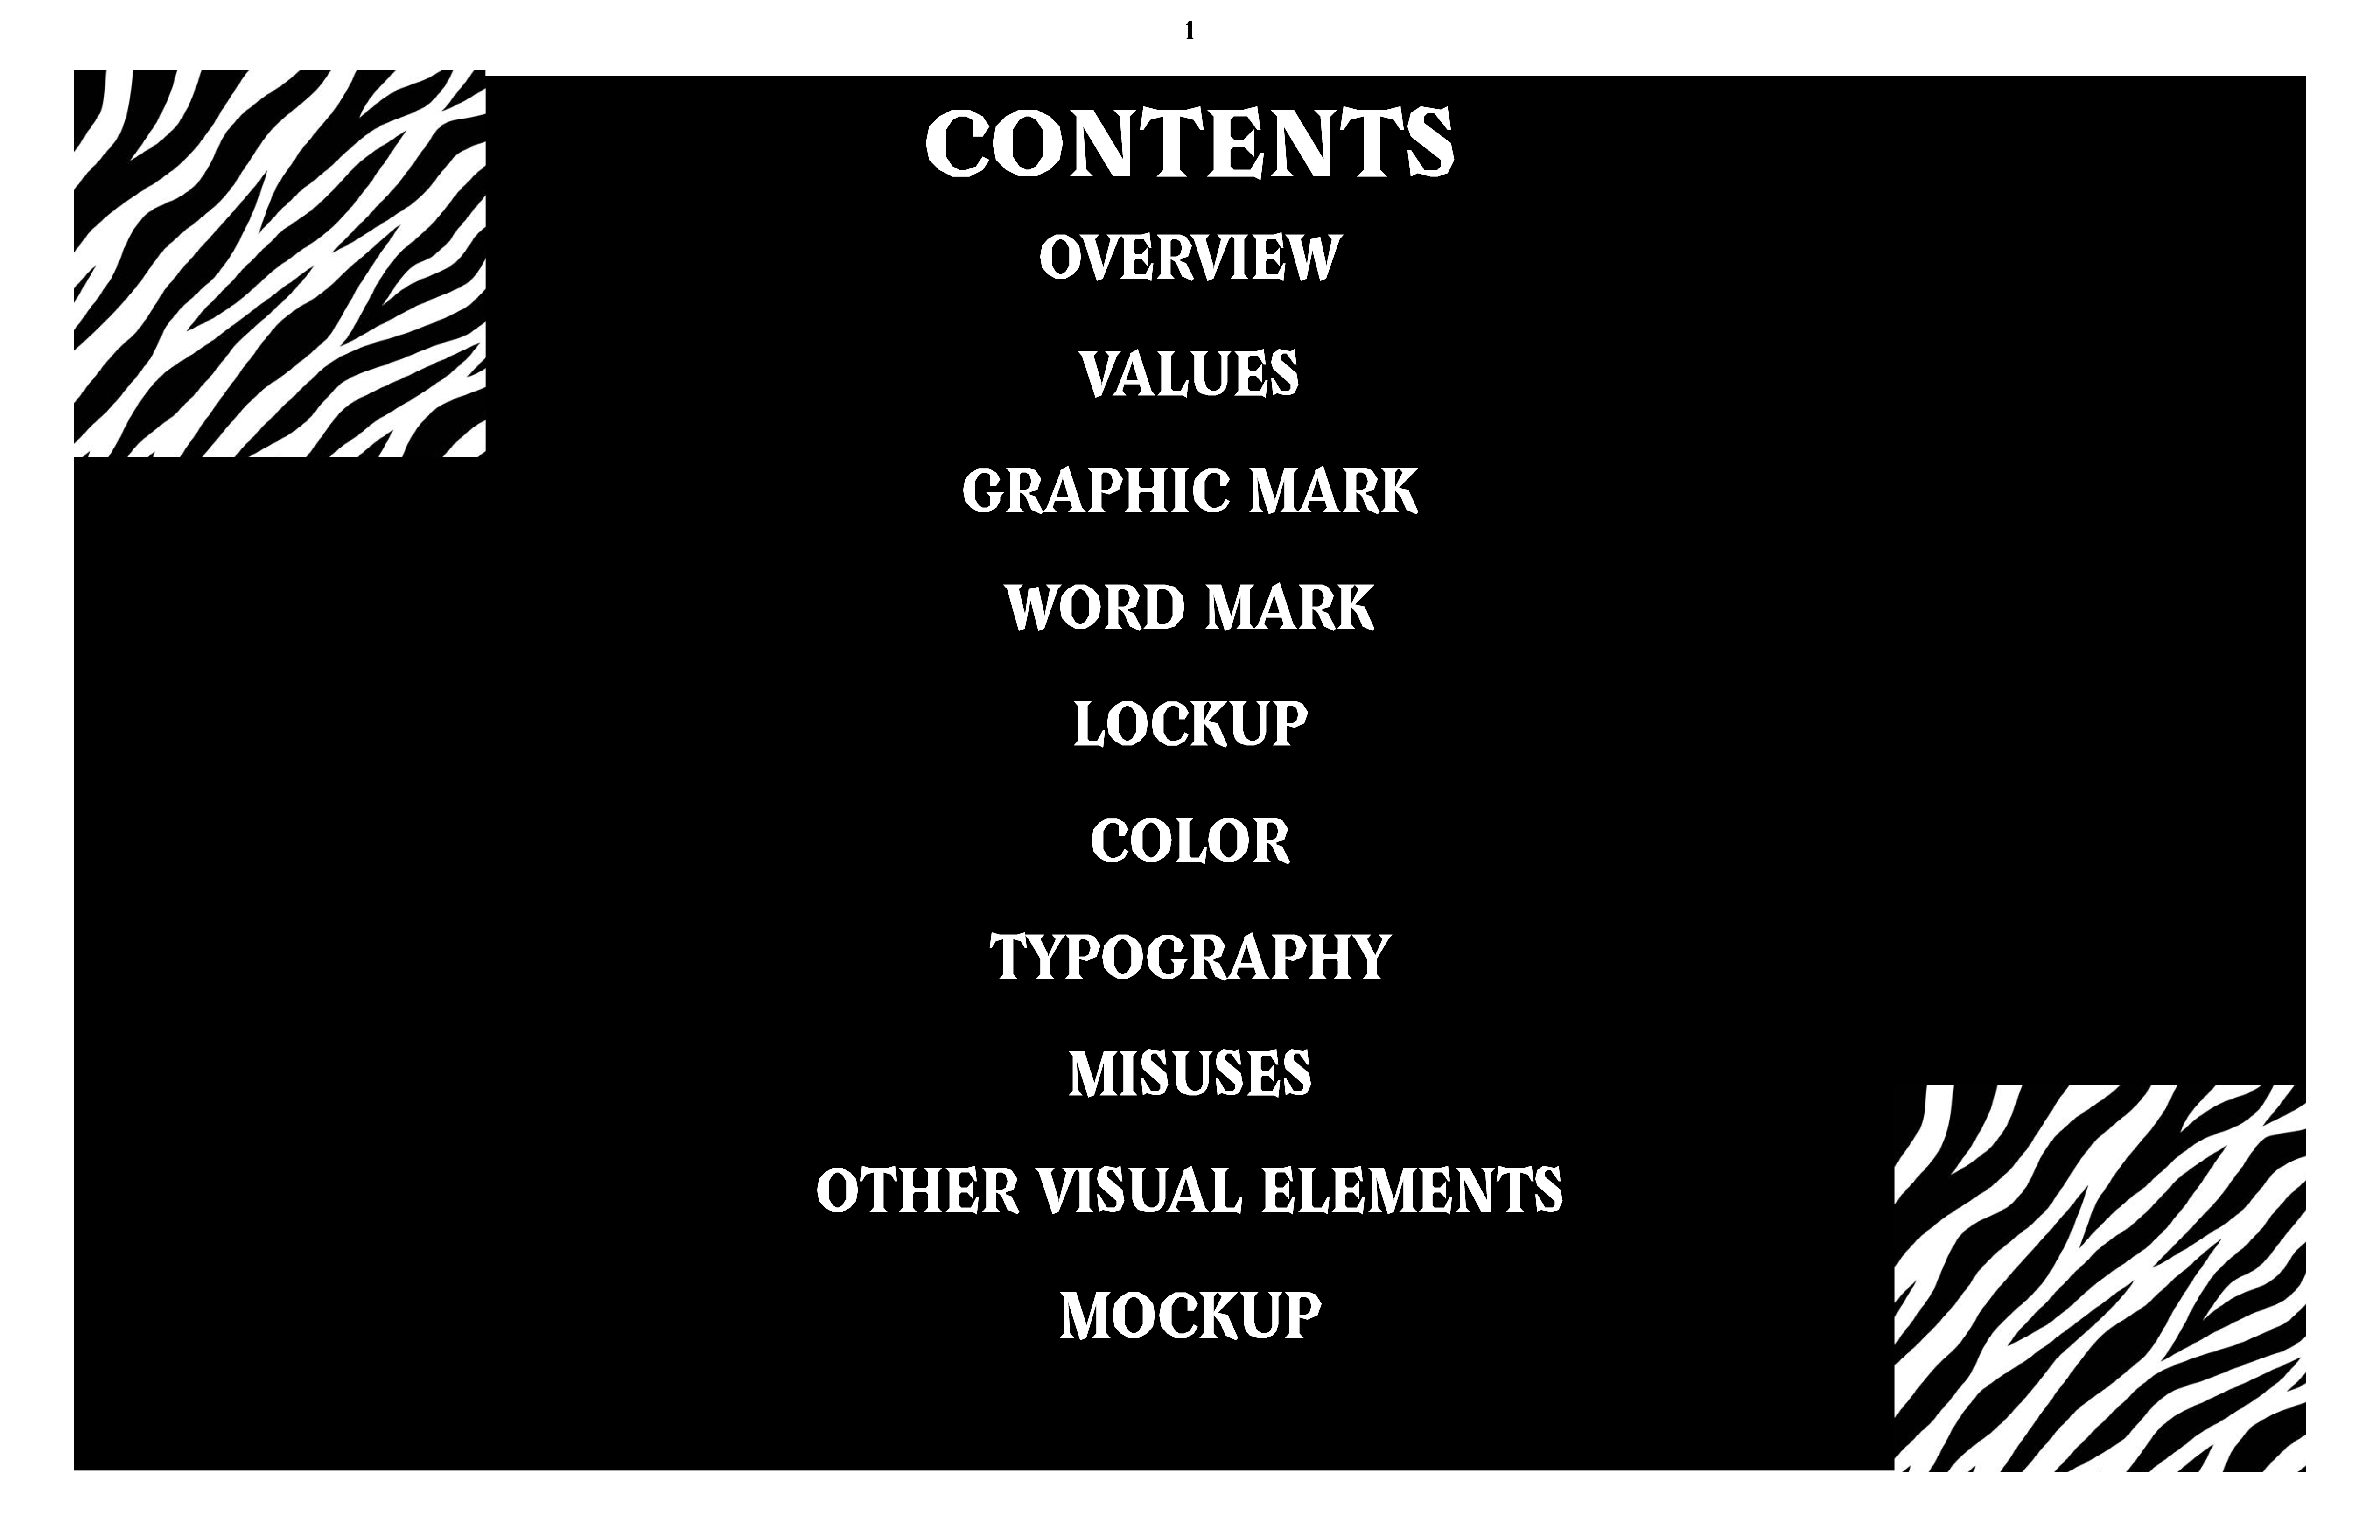 1
CONTENTS
OVERVIEW
VALUES
GRAPHIC MARK
WORD MARK
LOCKUP
COLOR
TYPOGRAPHY
MISUSES
OTHER VISUAL ELEMENTS
MOCKUP